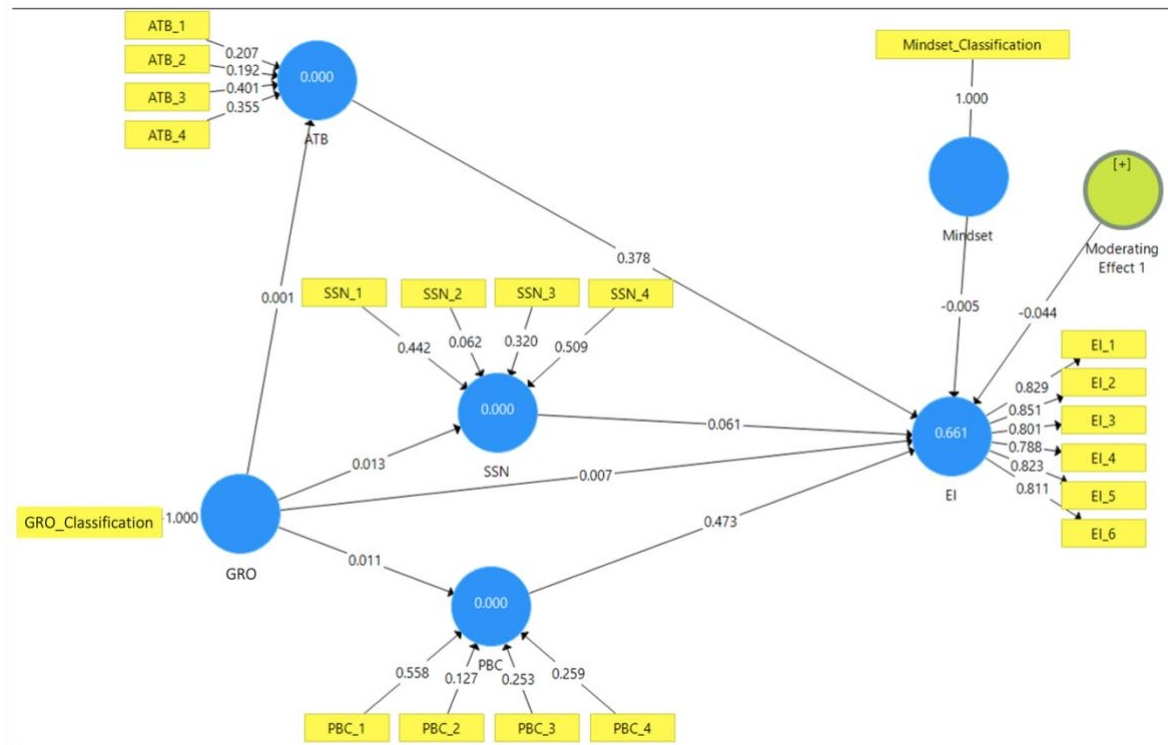 ATB_1
0.207
ATB_2
0.192
ATB_3
0.401
0.355
ATB_4
0.000
ATB
Mindset_Classification
1.000
Mindset
[+]
Moderating
Effect 1
0.378
-0.005
-0.044
0.001
SSN_1
SSN_2
SSN_3
SSN_4
0.442
0.062
0.320
0.509
0.000
SSN
0.061
0.013
0.007
GRO_Classification
1.000
GRO
0.011
0.473
0.661
EI
0.829
0.851
0.801
0.788
0.823
0.811
EI_1
EI_2
EI_3
EI_4
EI_5
EI_6
0.000
PBC
0.558
0.127
0.253
0.259
PBC_1
PBC_2
PBC_3
PBC_4